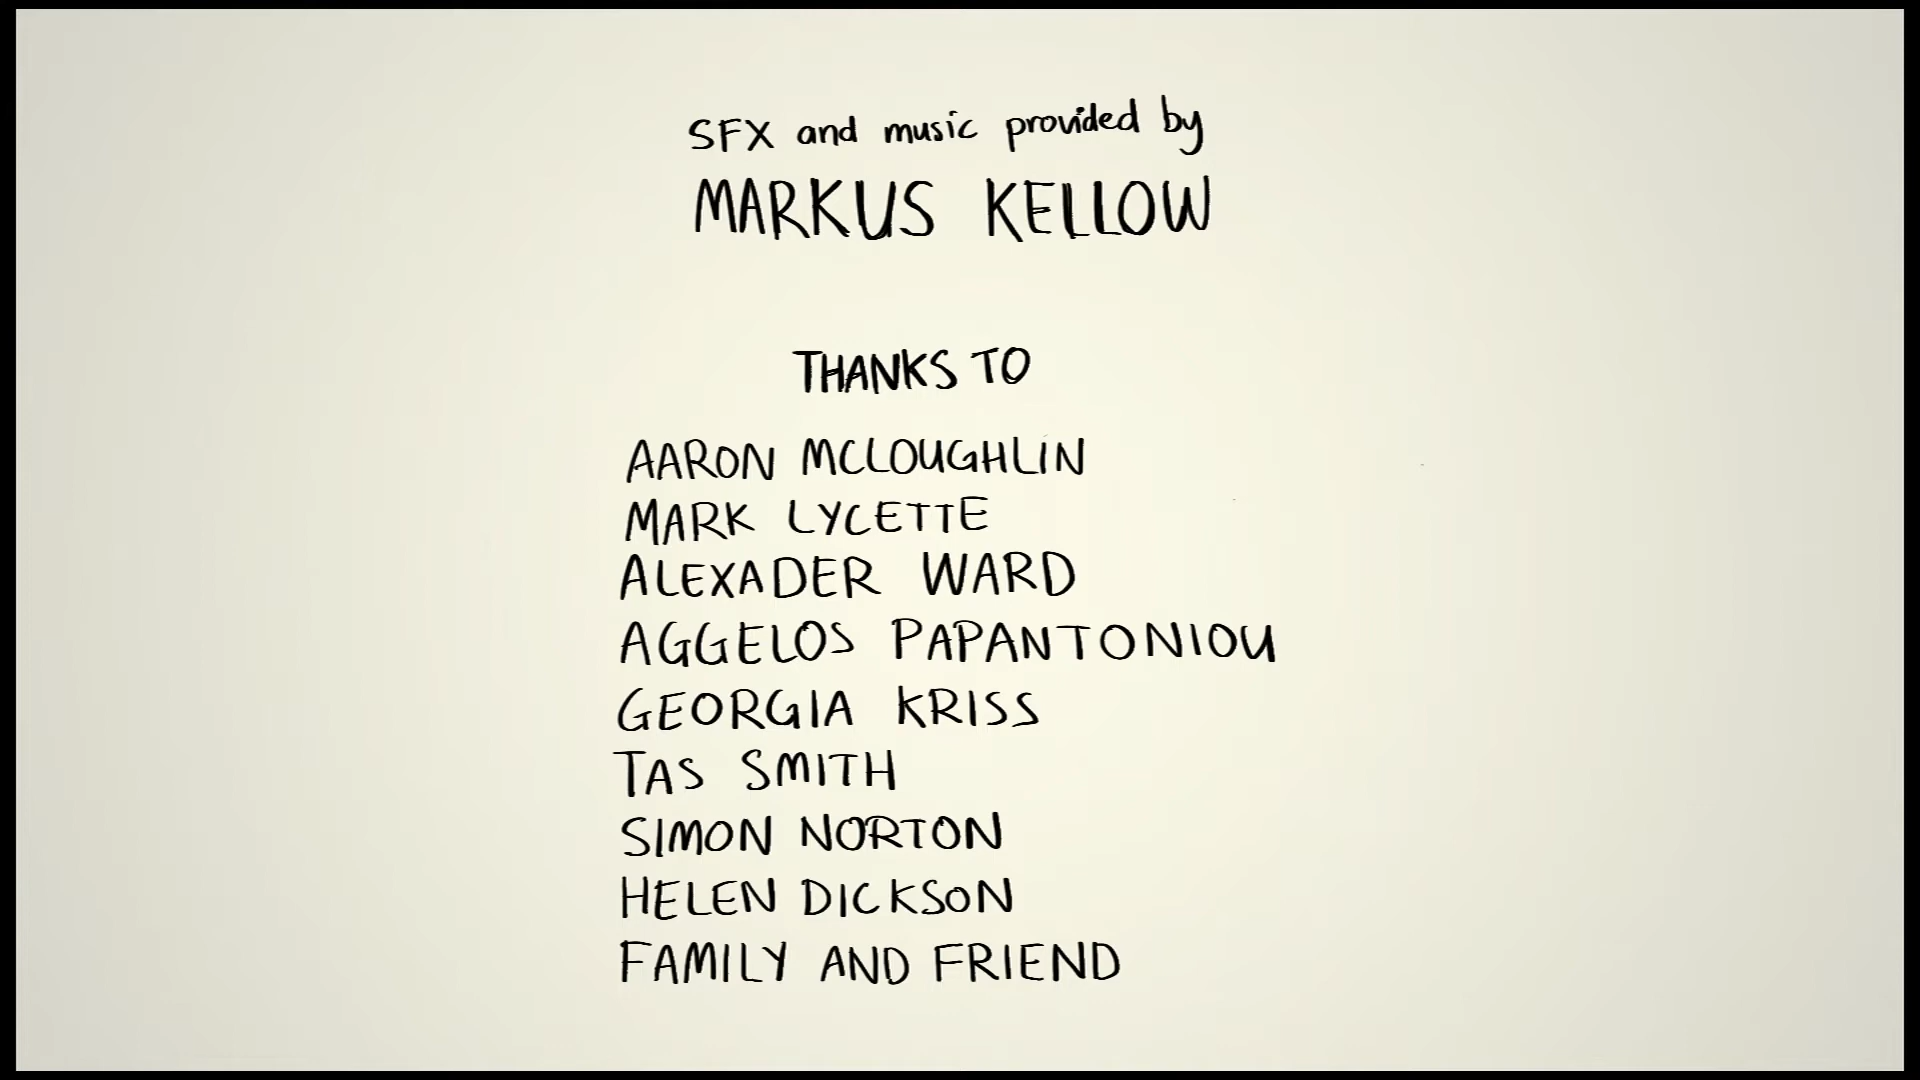 SFX and music provided by
MARKUS KELLOW
THANKS TO
AARON MCLOUGHLIN
MARK LYCETTE
ALEXADER WARD
AGGELOS PAPANTONIOU
GEORGIA KRISS
TAS SMITH
SIMON NORTON
HELEN DICKSON
FAMILY AND FRIEND